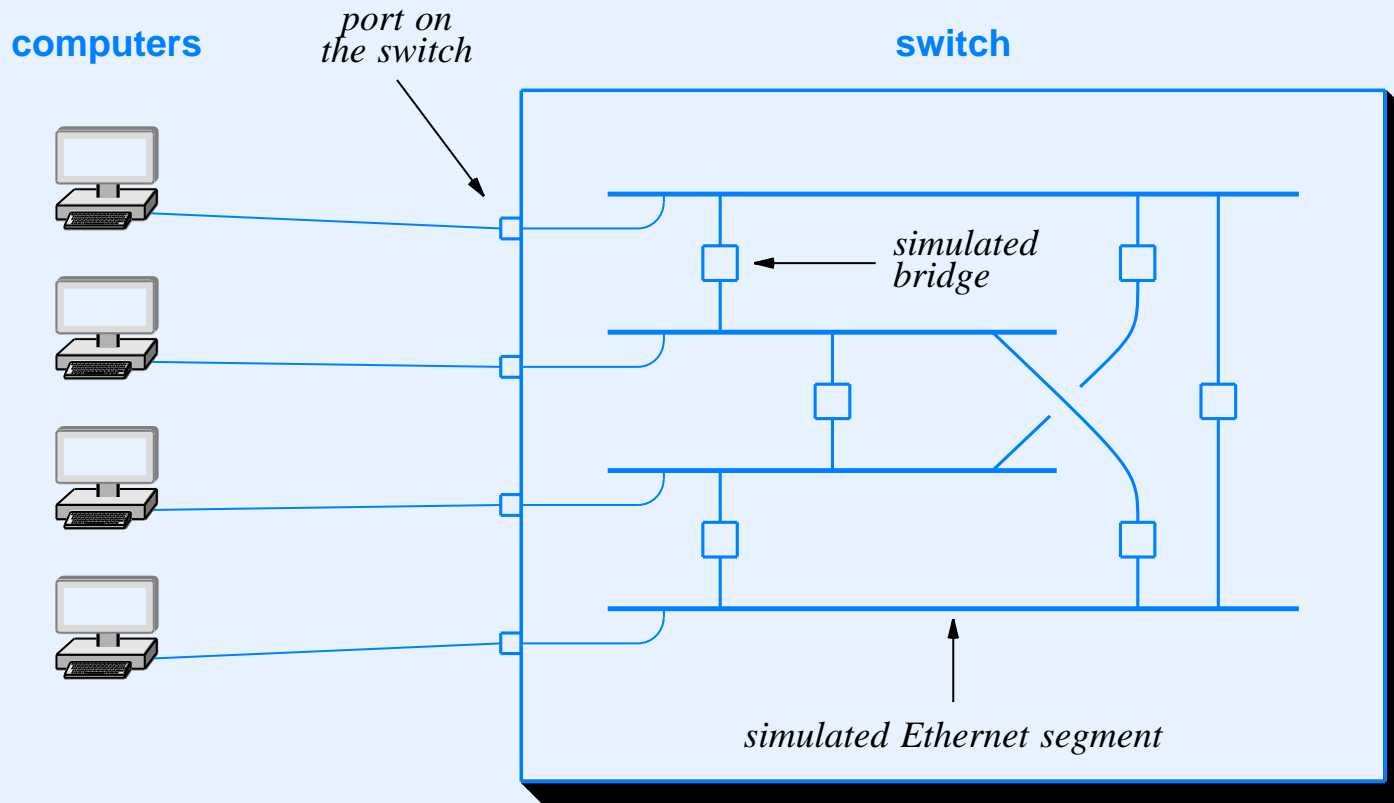 computers
port on
the switch
switch
simulated
bridge
simulated Ethernet segment